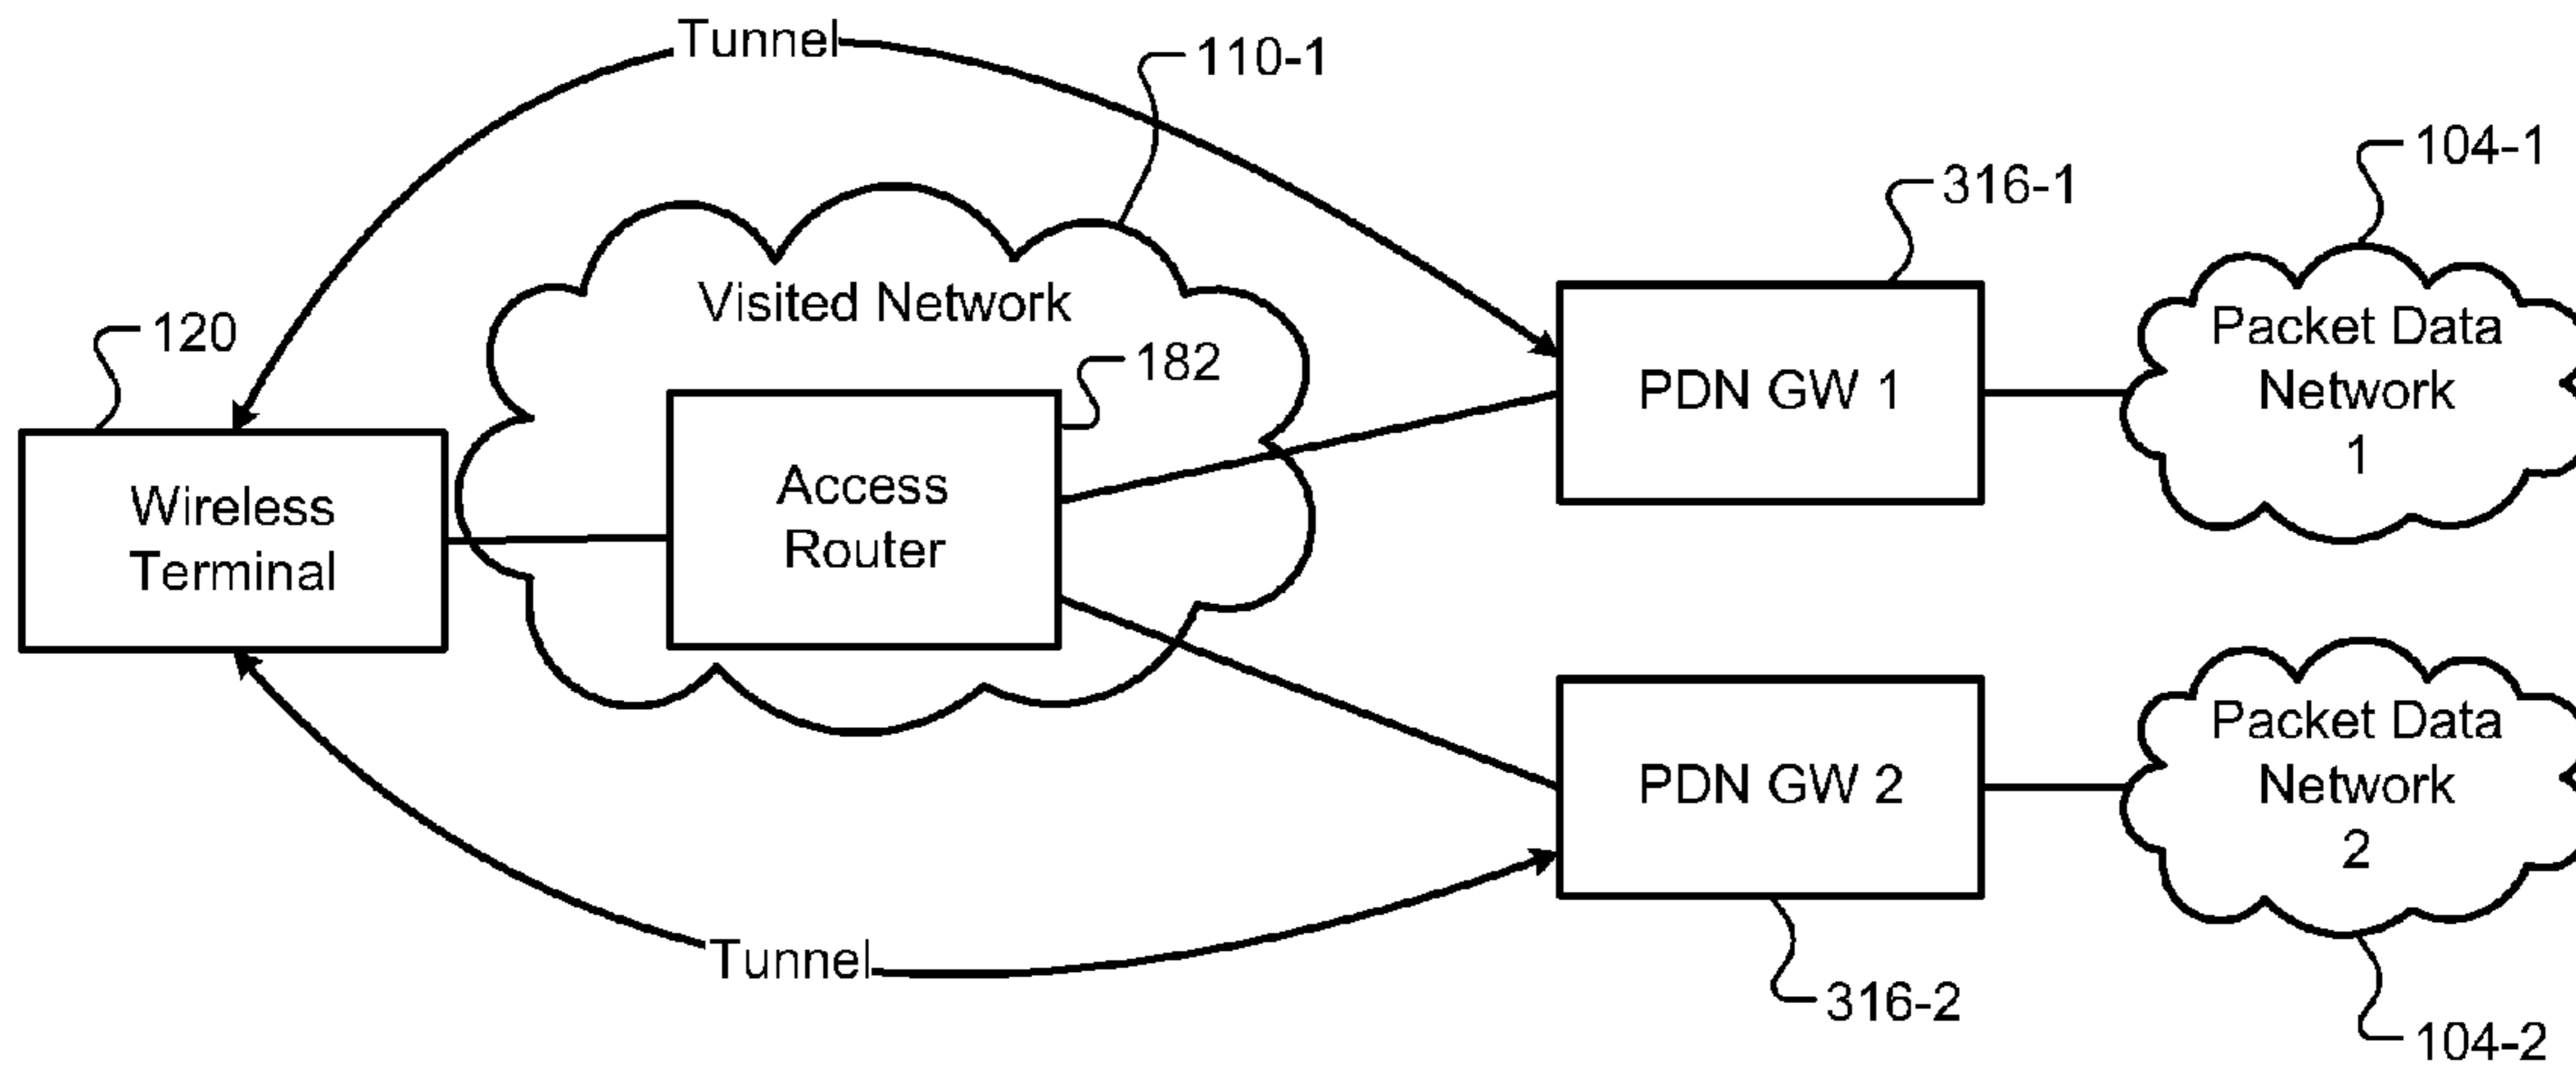 Tunnel
110-1
104-1
316-1
Visited Network
120
182
Packet Data
Network
1
PDN GW 1
Access
Router
Wireless
Terminal
Packet Data
Network
2
PDN GW 2
Tunnel
316-2
104-2